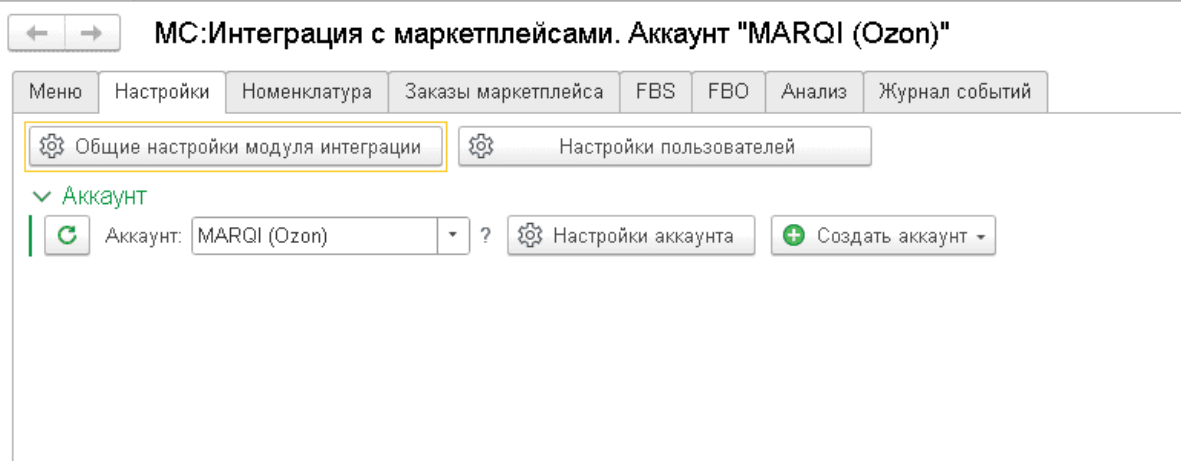 МС:Интеграция с маркетплейсами. Аккаунт "MARQI (Ozon)"
Меню Настройки Номенклатура Заказы маркетплейса FBS FBO Анализ Журнал событий
Общие настройки модуля интеграции Настройки пользователей
Аккаунт
Аккаунт: MARQI (Ozon) ? Настройки аккаунта Создать аккаунт